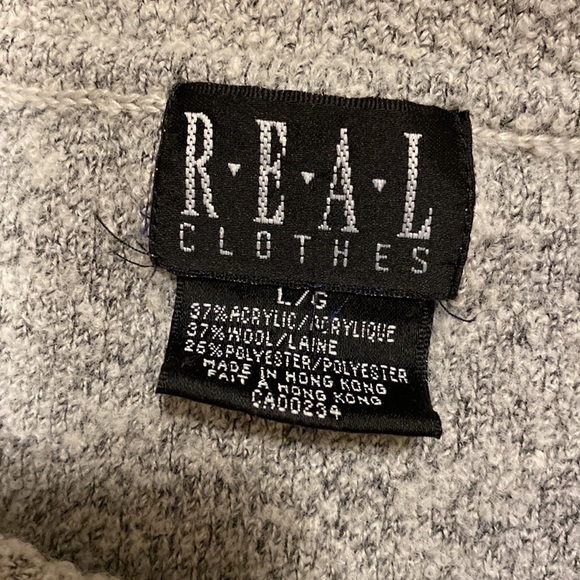 R·E·A·L
CLOTHES
L/G
37% ACRYLIC/ACRYLIQUE
37% WOOL/LAINE
26% POLYESTER/POLYESTER
MADE IN HONG KONG
FAIT À HONG KONG
CA00234